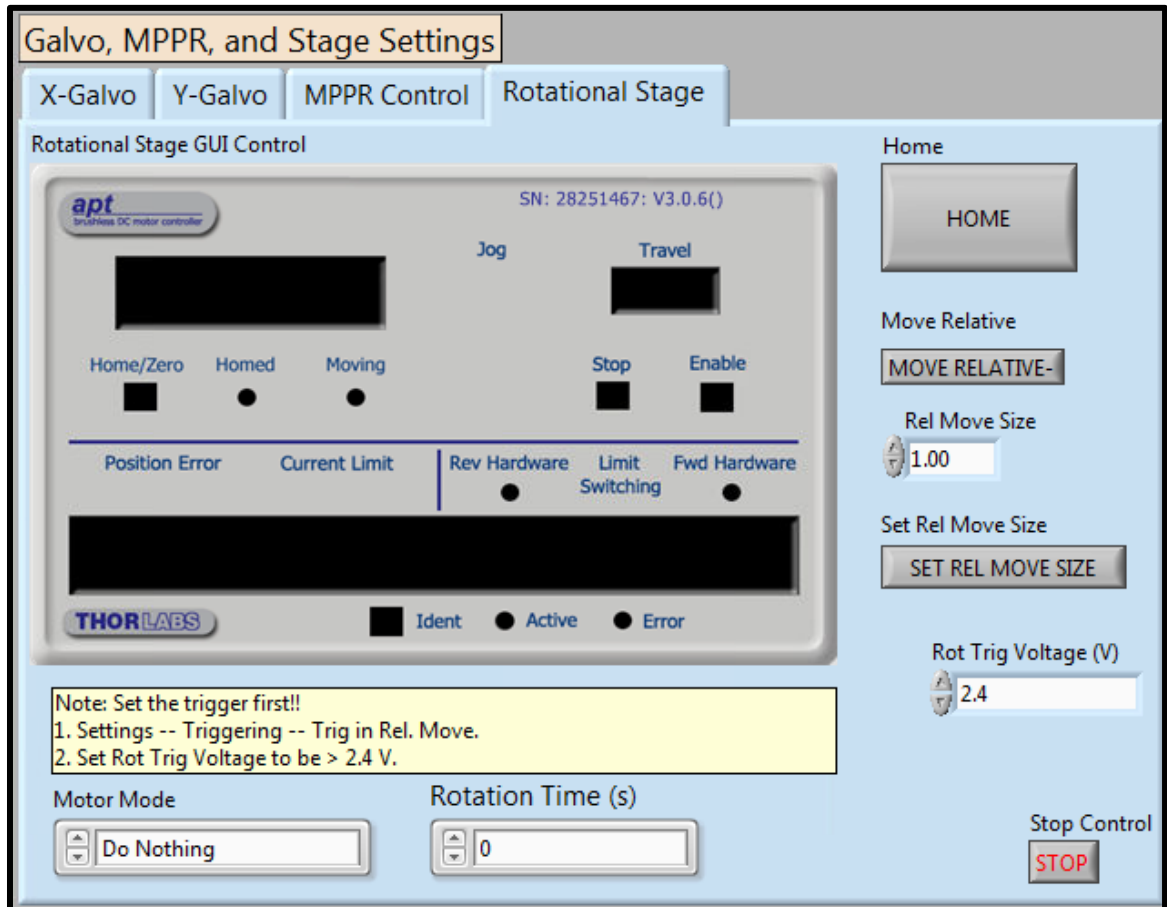 Galvo, MPPR, and Stage Settings
X-Galvo Y-Galvo MPPR Control Rotational Stage
Rotational Stage GUI Control
Home
apt
brushless DC motor controller
SN: 28251467: V3.0.6()
HOME
Jog Travel
Move Relative
Home/Zero Homed Moving Stop Enable
MOVE RELATIVE-
Rel Move Size
1.00
Position Error Current Limit Rev Hardware Limit Switching Fwd Hardware
Set Rel Move Size
SET REL MOVE SIZE
THORLABS
Ident Active Error
Rot Trig Voltage (V)
2.4
Note: Set the trigger first!!
1. Settings -- Triggering -- Trig in Rel. Move.
2. Set Rot Trig Voltage to be > 2.4 V.
Motor Mode Rotation Time (s)
Do Nothing 0
Stop Control
STOP